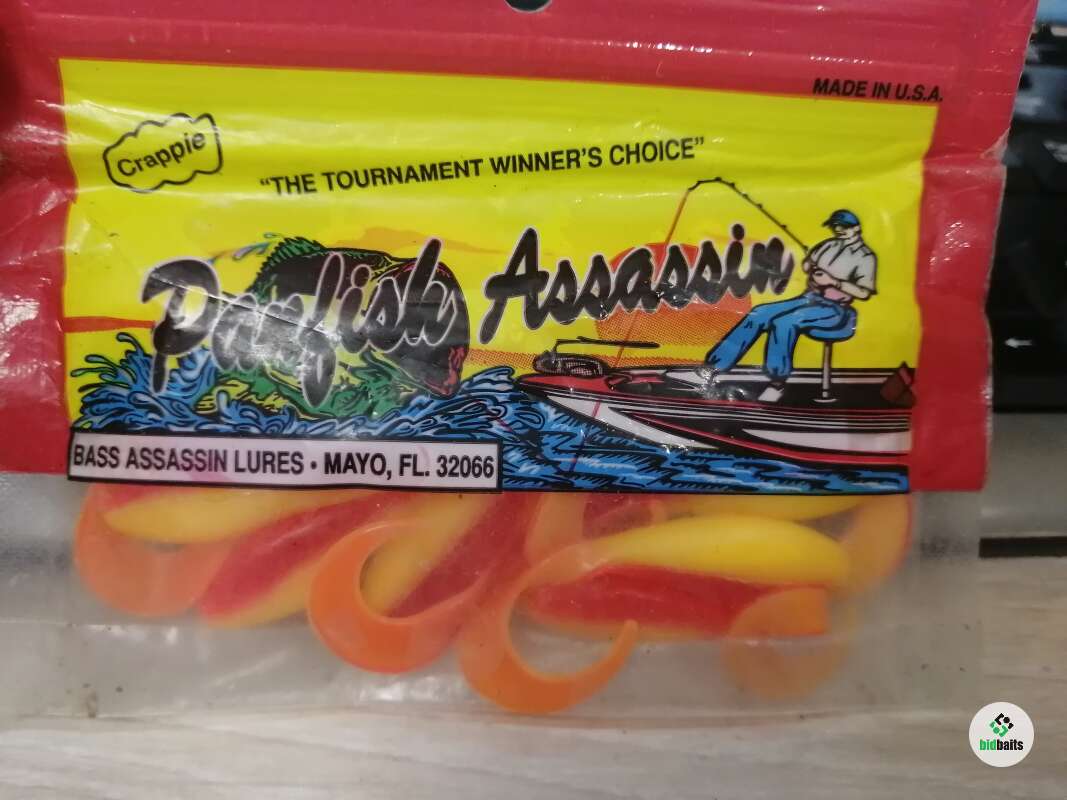 MADE IN U.S.A.
Crappie
"THE TOURNAMENT WINNER'S CHOICE"
Panfish Assassin
BASS ASSASSIN LURES • MAYO, FL. 32066
bidbaits